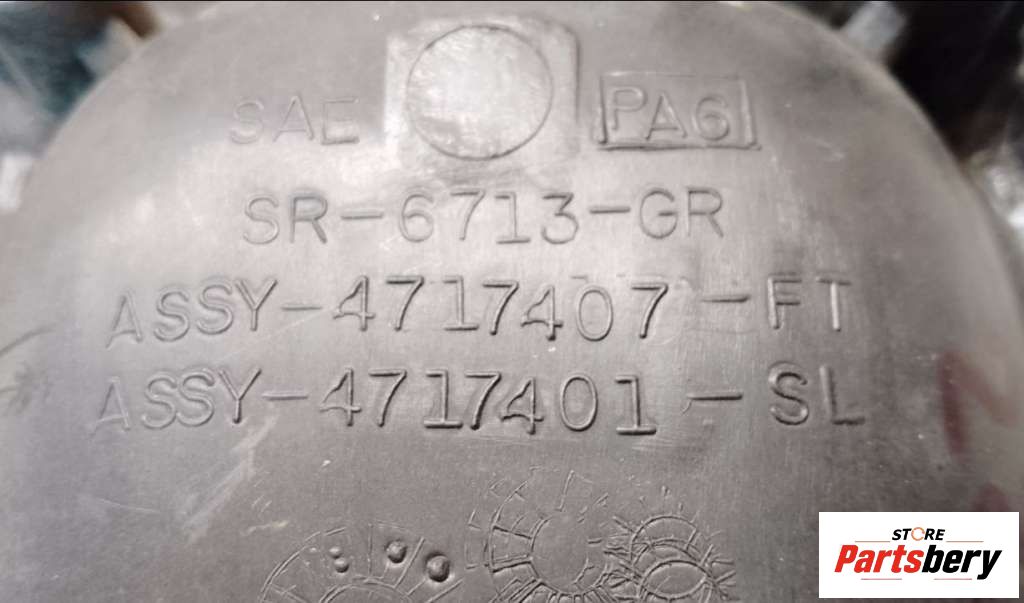 SAE PA6
SR-6713-GR
ASSY-4717407-FT
ASSY-4717401-SL
STORE
Partsbery